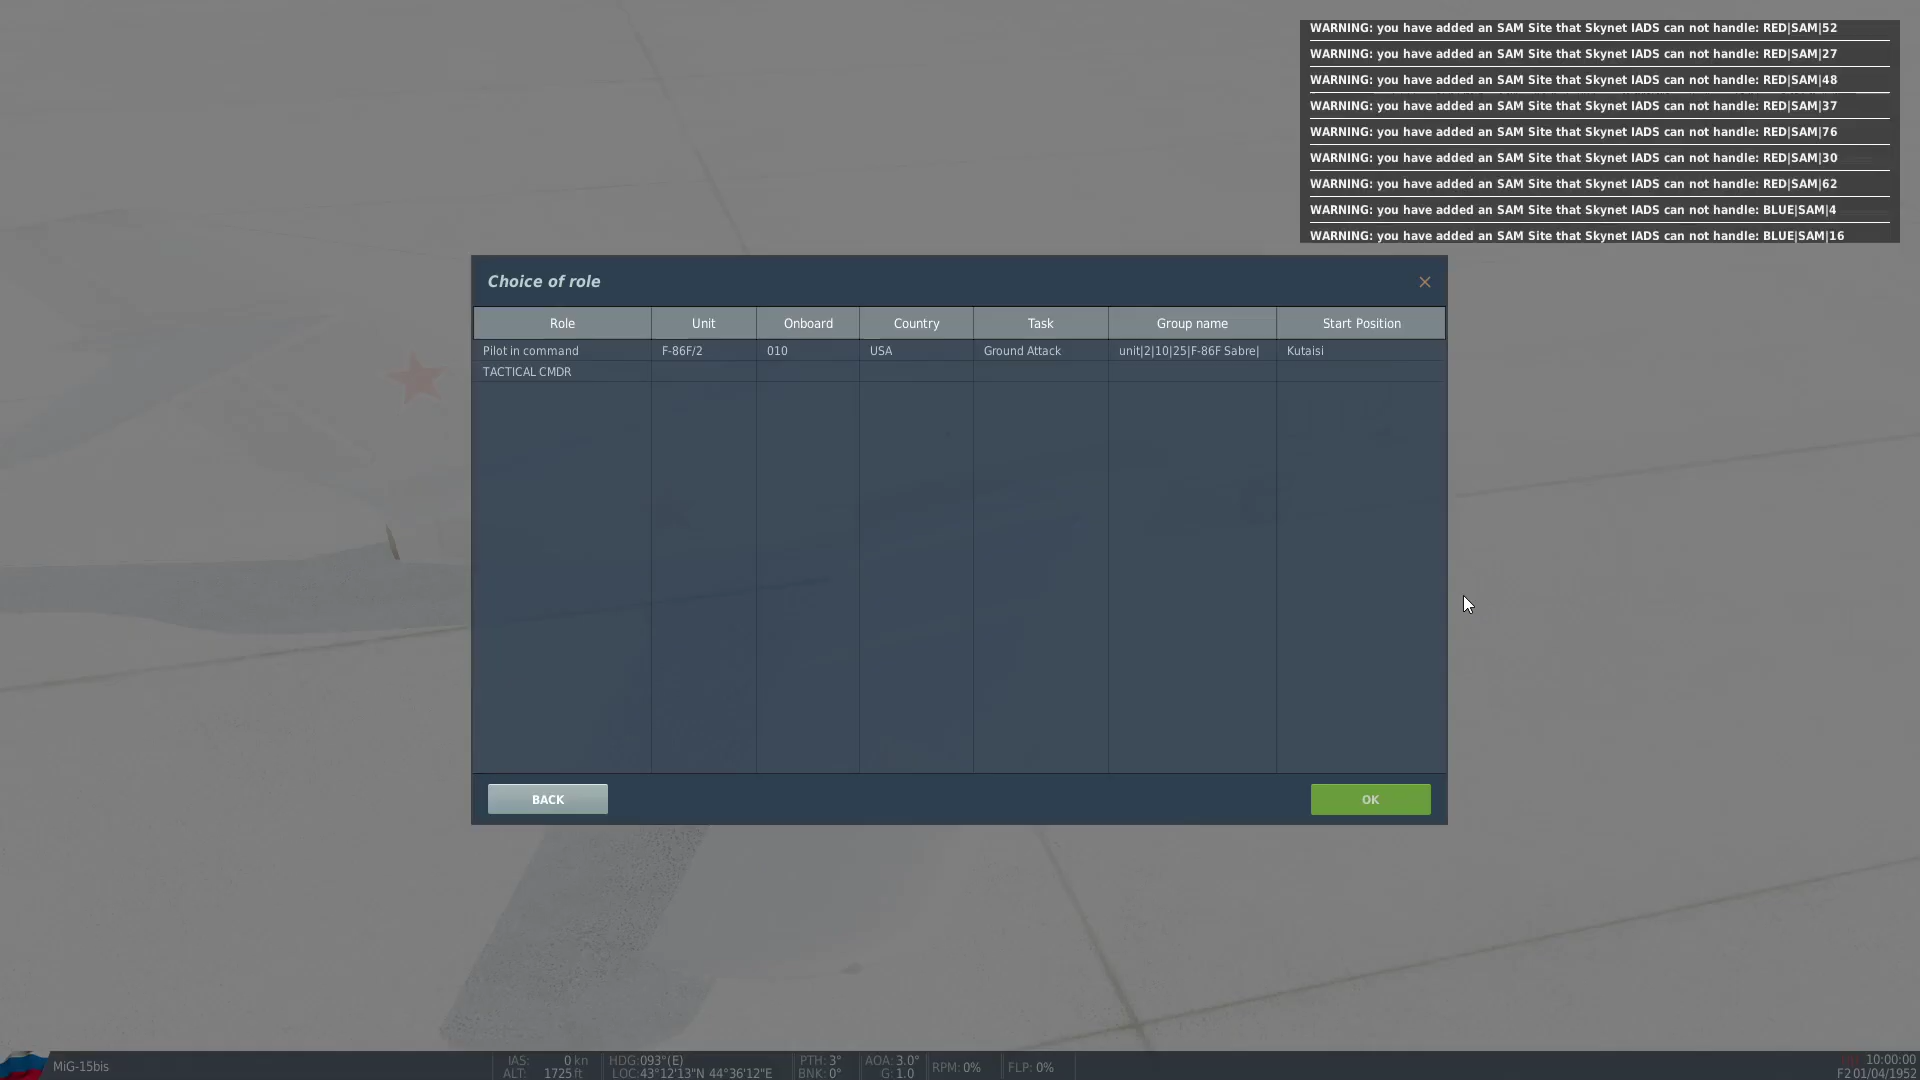 WARNING: you have added an SAM Site that Skynet IADS can not handle: RED|SAM|52
WARNING: you have added an SAM Site that Skynet IADS can not handle: RED|SAM|27
WARNING: you have added an SAM Site that Skynet IADS can not handle: RED|SAM|48
WARNING: you have added an SAM Site that Skynet IADS can not handle: RED|SAM|37
WARNING: you have added an SAM Site that Skynet IADS can not handle: RED|SAM|76
WARNING: you have added an SAM Site that Skynet IADS can not handle: RED|SAM|30
WARNING: you have added an SAM Site that Skynet IADS can not handle: RED|SAM|62
WARNING: you have added an SAM Site that Skynet IADS can not handle: BLUE|SAM|4
WARNING: you have added an SAM Site that Skynet IADS can not handle: BLUE|SAM|16
Choice of role
Role Unit Onboard Country Task Group name Start Position
Pilot in command F-86F/2 010 USA Ground Attack unit|2|10|25|F-86F Sabre| Kutaisi
TACTICAL CMDR
BACK OK
MiG-15bis
IAS: 0 kn HDG:093°(E) PTH: 3° AOA: 3.0° RPM: 0% FLP: 0% 10:00:00
ALT: 1725 ft LOC:43°12'13"N 44°36'12"E BNK: 0° G: 1.0 F2 01/04/1952